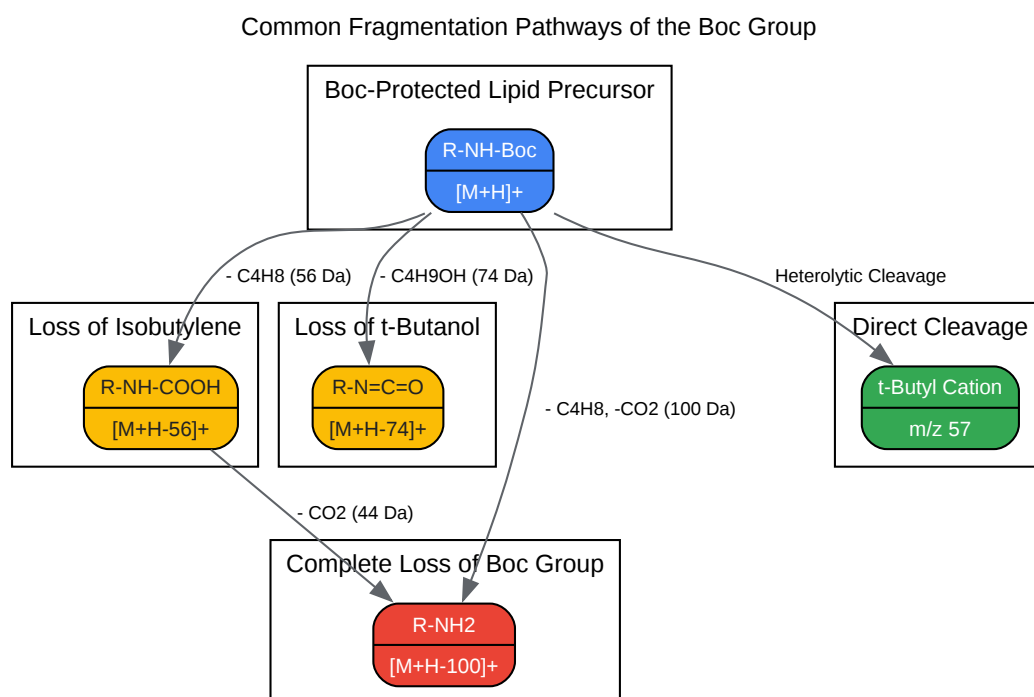 Common Fragmentation Pathways of the Boc Group
Boc-Protected Lipid Precursor
R-NH-Boc
[M+H]+
- C4H8 (56 Da)
- C4H9OH (74 Da)
Heterolytic Cleavage
Loss of Isobutylene
R-NH-COOH
[M+H-56]+
Loss of t-Butanol
R-N=C=O
[M+H-74]+
- C4H8, -CO2 (100 Da)
Direct Cleavage
t-Butyl Cation
m/z 57
- CO2 (44 Da)
Complete Loss of Boc Group
R-NH2
[M+H-100]+